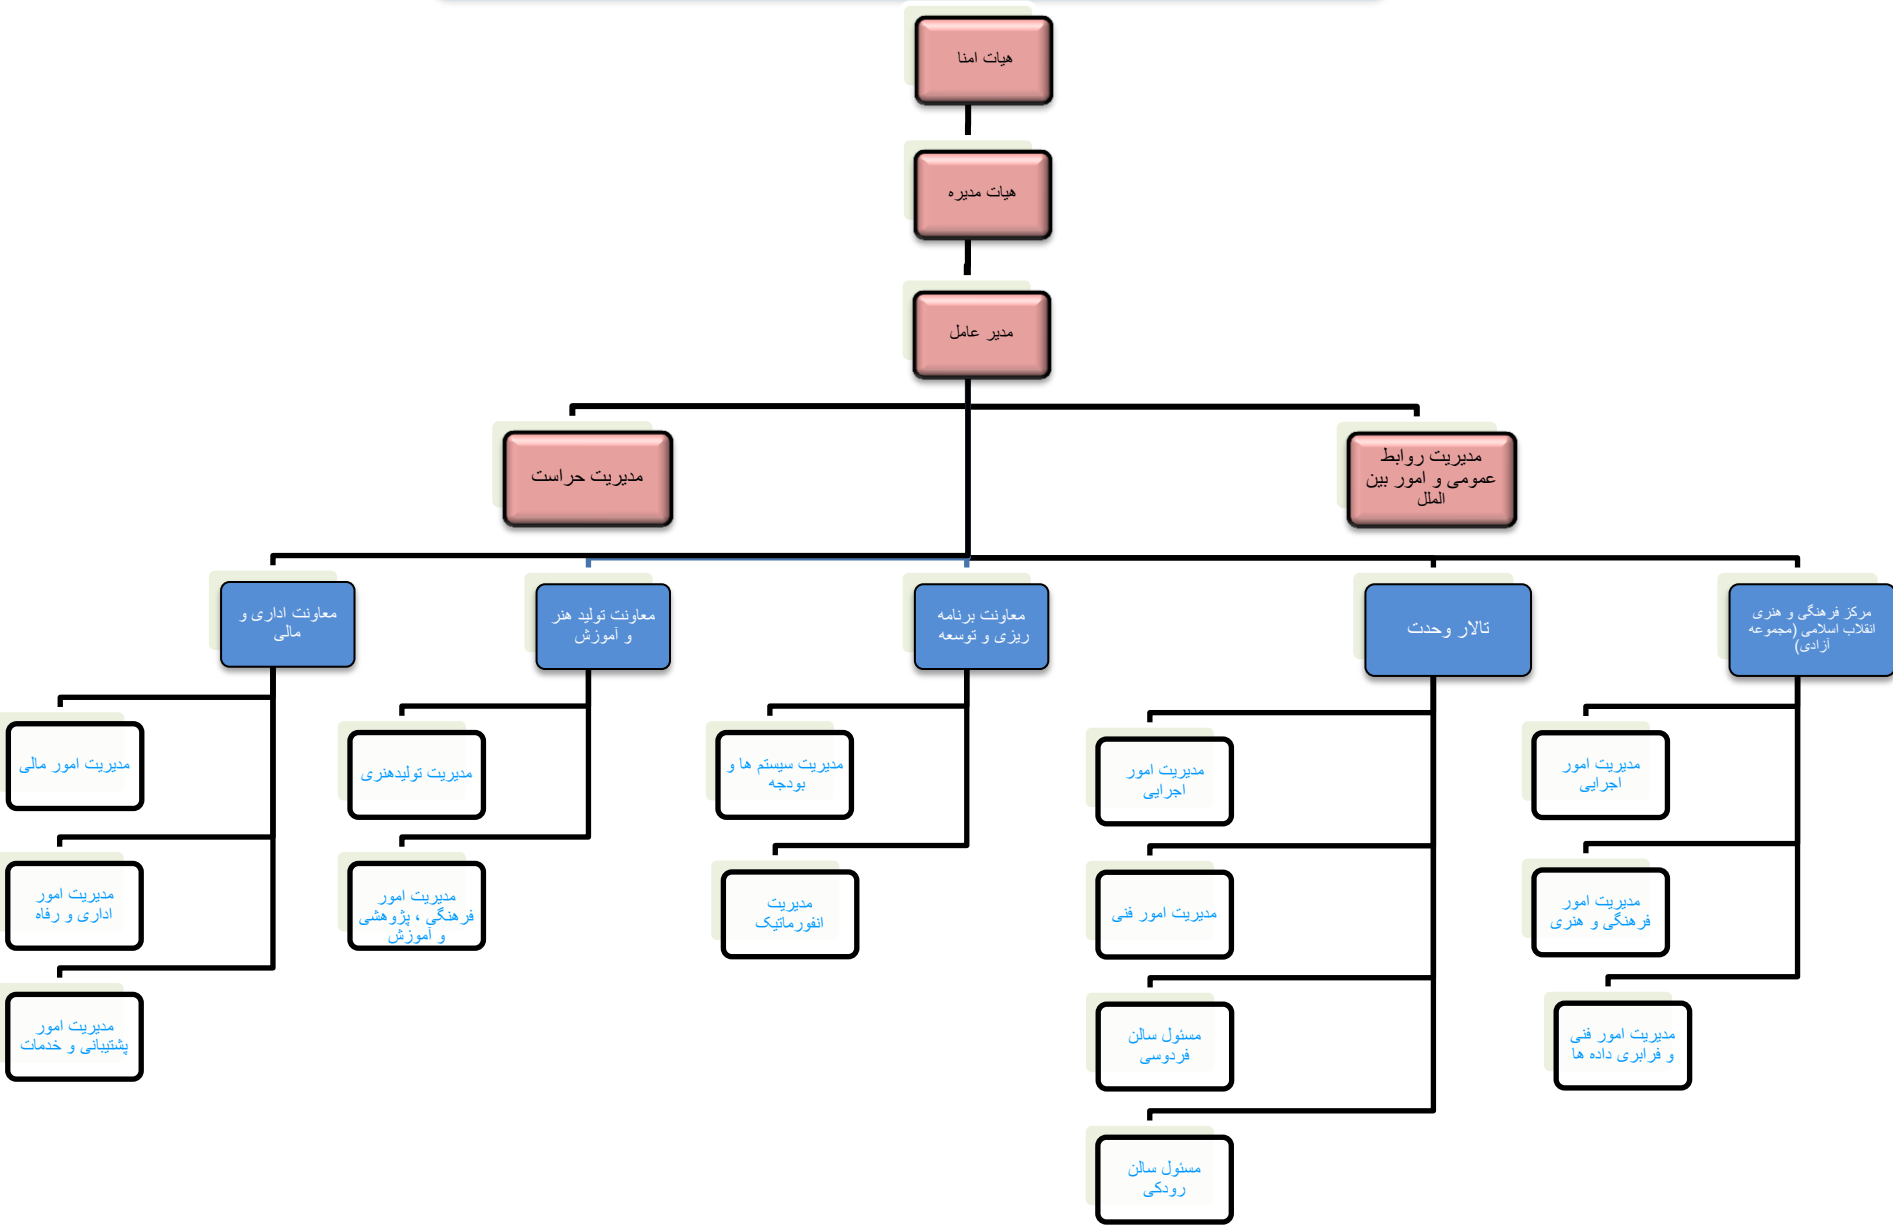 هیات امنا
هیات مدیره
مدیر عامل
مدیریت روابط
عمومی و امور بین
الملل
مدیریت حراست
مرکز فرهنگی و هنری
انقلاب اسلامی (مجموعه
آزادی)
تالار وحدت
معاونت برنامه
ریزی و توسعه
معاونت تولید هنر
و آموزش
معاونت اداری و
مالی
مدیریت امور
اجرایی
مدیریت امور
فرهنگی و هنری
مدیریت امور فنی
و فرابری داده ها
مدیریت امور
اجرایی
مدیریت امور فنی
مسئول سالن
فردوسی
مسئول سالن
رودکی
مدیریت سیستم ها و
بودجه
مدیریت
انفورماتیک
مدیریت تولیدهنری
مدیریت امور
فرهنگی ، پژوهشی
و آموزش
مدیریت امور مالی
مدیریت امور
اداری و رفاه
مدیریت امور
پشتیبانی و خدمات